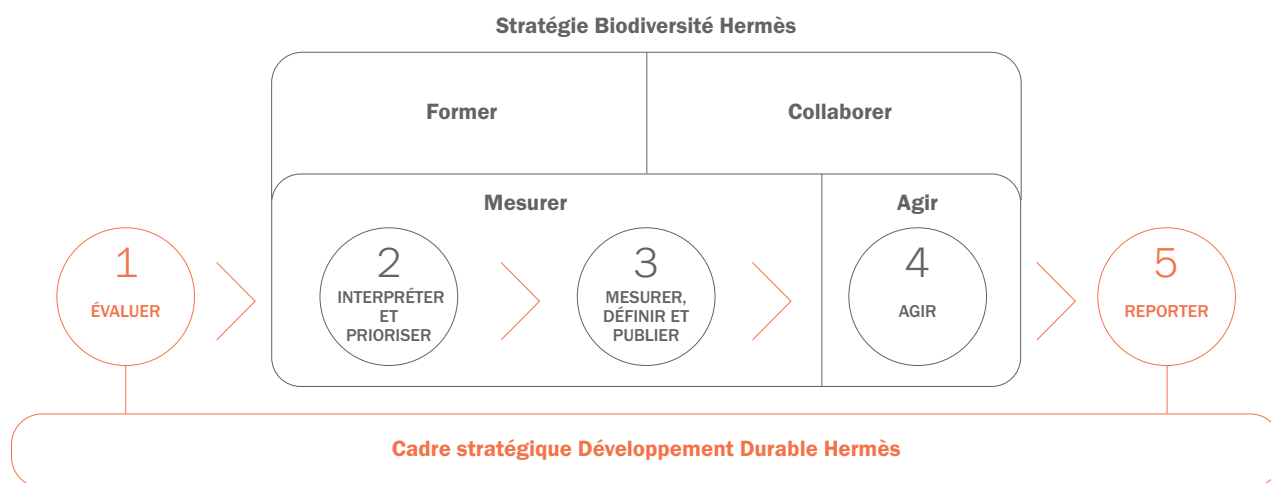 Stratégie Biodiversité Hermès
Former
Collaborer
Mesurer
Agir
1
ÉVALUER
2
INTERPRÉTER
ET
PRIORISER
3
MESURER,
DÉFINIR ET
PUBLIER
4
AGIR
5
REPORTER
Cadre stratégique Développement Durable Hermès